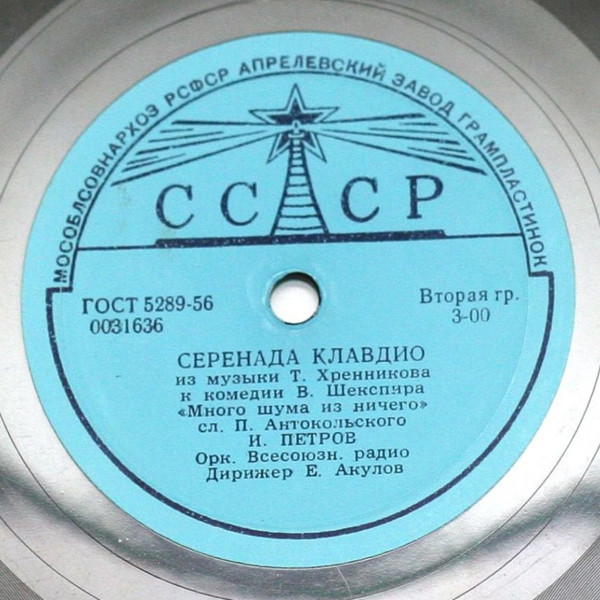 МОСОБЛСОВНАРХОЗ РСФСР АПРЕЛЕВСКИЙ ЗАВОД ГРАМПЛАСТИНОК
СССР
ГОСТ 5289-56
0031636
Вторая гр.
3-00
СЕРЕНАДА КЛАВДИО
из музыки Т. Хренникова
к комедии В. Шекспира
«Много шума из ничего»
сл. П. Антокольского
И. ПЕТРОВ
Орк. Всесоюзн. радио
Дирижер Е. Акулов